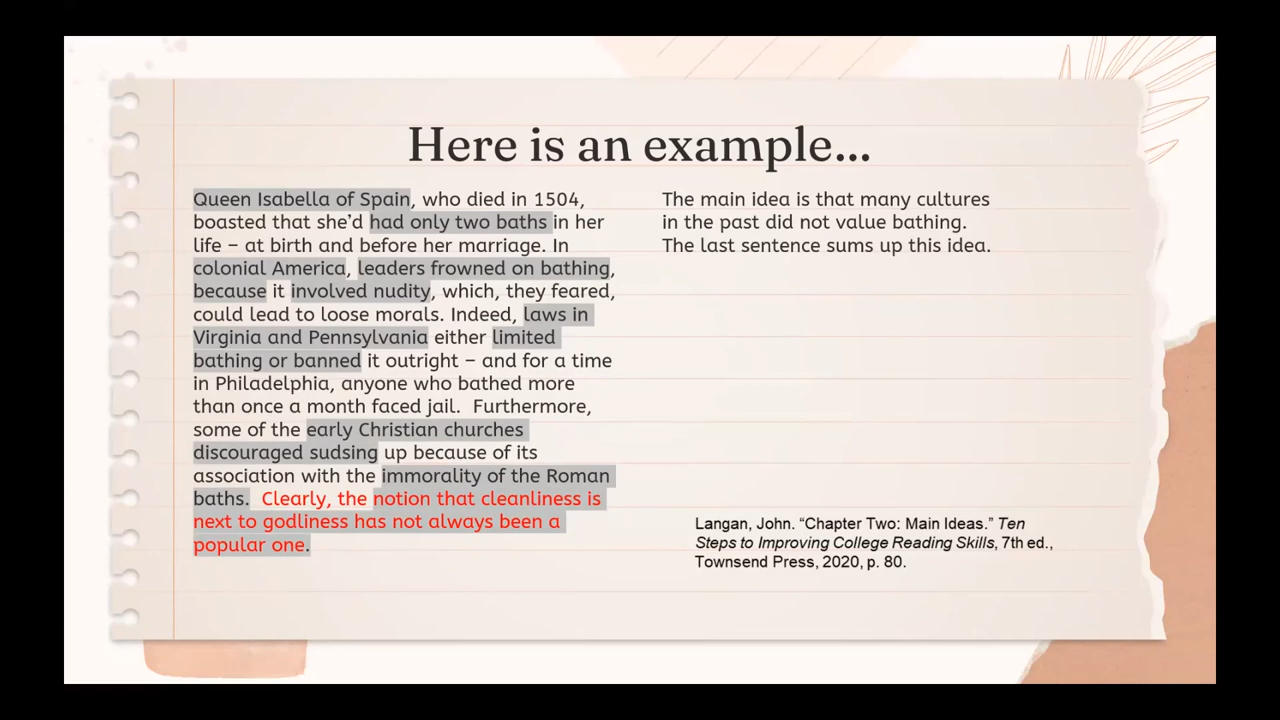 Here is an example...
Queen Isabella of Spain, who died in 1504,
boasted that she’d had only two baths in her
life – at birth and before her marriage. In
colonial America, leaders frowned on bathing,
because it involved nudity, which, they feared,
could lead to loose morals. Indeed, laws in
Virginia and Pennsylvania either limited
bathing or banned it outright – and for a time
in Philadelphia, anyone who bathed more
than once a month faced jail.  Furthermore,
some of the early Christian churches
discouraged sudsing up because of its
association with the immorality of the Roman
baths.  Clearly, the notion that cleanliness is
next to godliness has not always been a
popular one.
The main idea is that many cultures
in the past did not value bathing.
The last sentence sums up this idea.
Langan, John. “Chapter Two: Main Ideas.” Ten
Steps to Improving College Reading Skills, 7th ed.,
Townsend Press, 2020, p. 80.